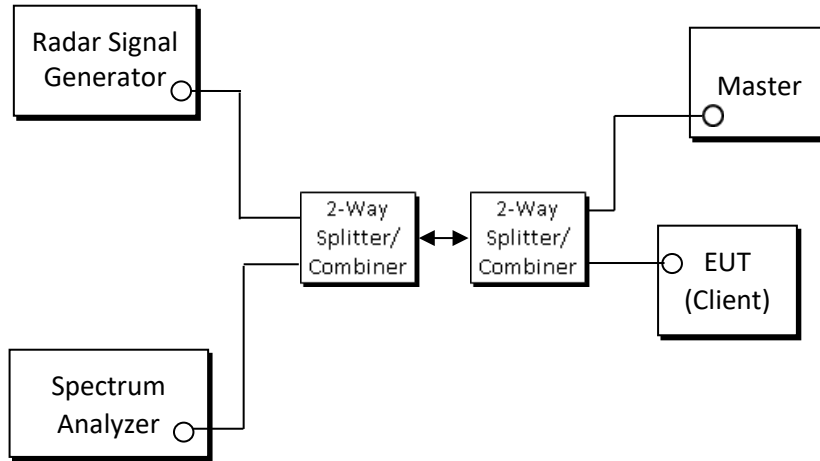 Radar Signal
Generator
Master
2-Way
Splitter/
Combiner
2-Way
Splitter/
Combiner
EUT
(Client)
Spectrum
Analyzer